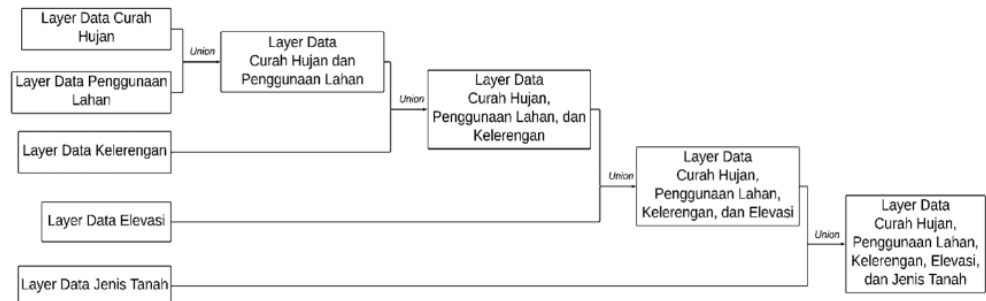 Layer Data Curah
Hujan
Layer Data Penggunaan
Lahan
Layer Data Kelerengan
Layer Data Elevasi
Layer Data Jenis Tanah
Union
Layer Data
Curah Hujan dan
Penggunaan Lahan
Union
Layer Data
Curah Hujan,
Penggunaan Lahan, dan
Kelerengan
Union
Layer Data
Curah Hujan,
Penggunaan Lahan,
Kelerengan, dan Elevasi
Union
Layer Data
Curah Hujan,
Penggunaan Lahan,
Kelerengan, Elevasi,
dan Jenis Tanah